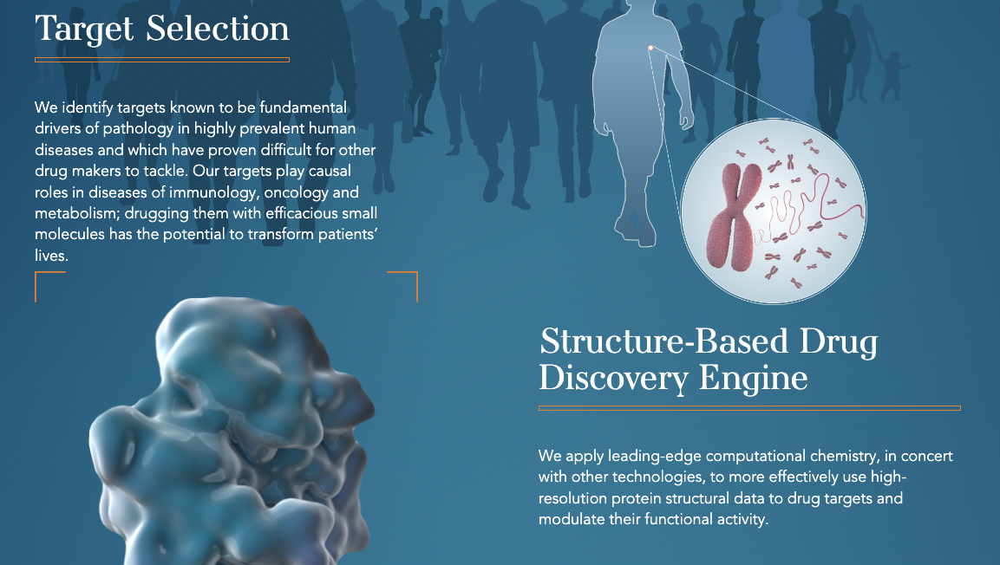 Target Selection
We identify targets known to be fundamental
drivers of pathology in highly prevalent human
diseases and which have proven difficult for other
drug makers to tackle. Our targets play causal
roles in diseases of immunology, oncology and
metabolism; drugging them with efficacious small
molecules has the potential to transform patients’
lives.
Structure-Based Drug
Discovery Engine
We apply leading-edge computational chemistry, in concert
with other technologies, to more effectively use high-
resolution protein structural data to drug targets and
modulate their functional activity.